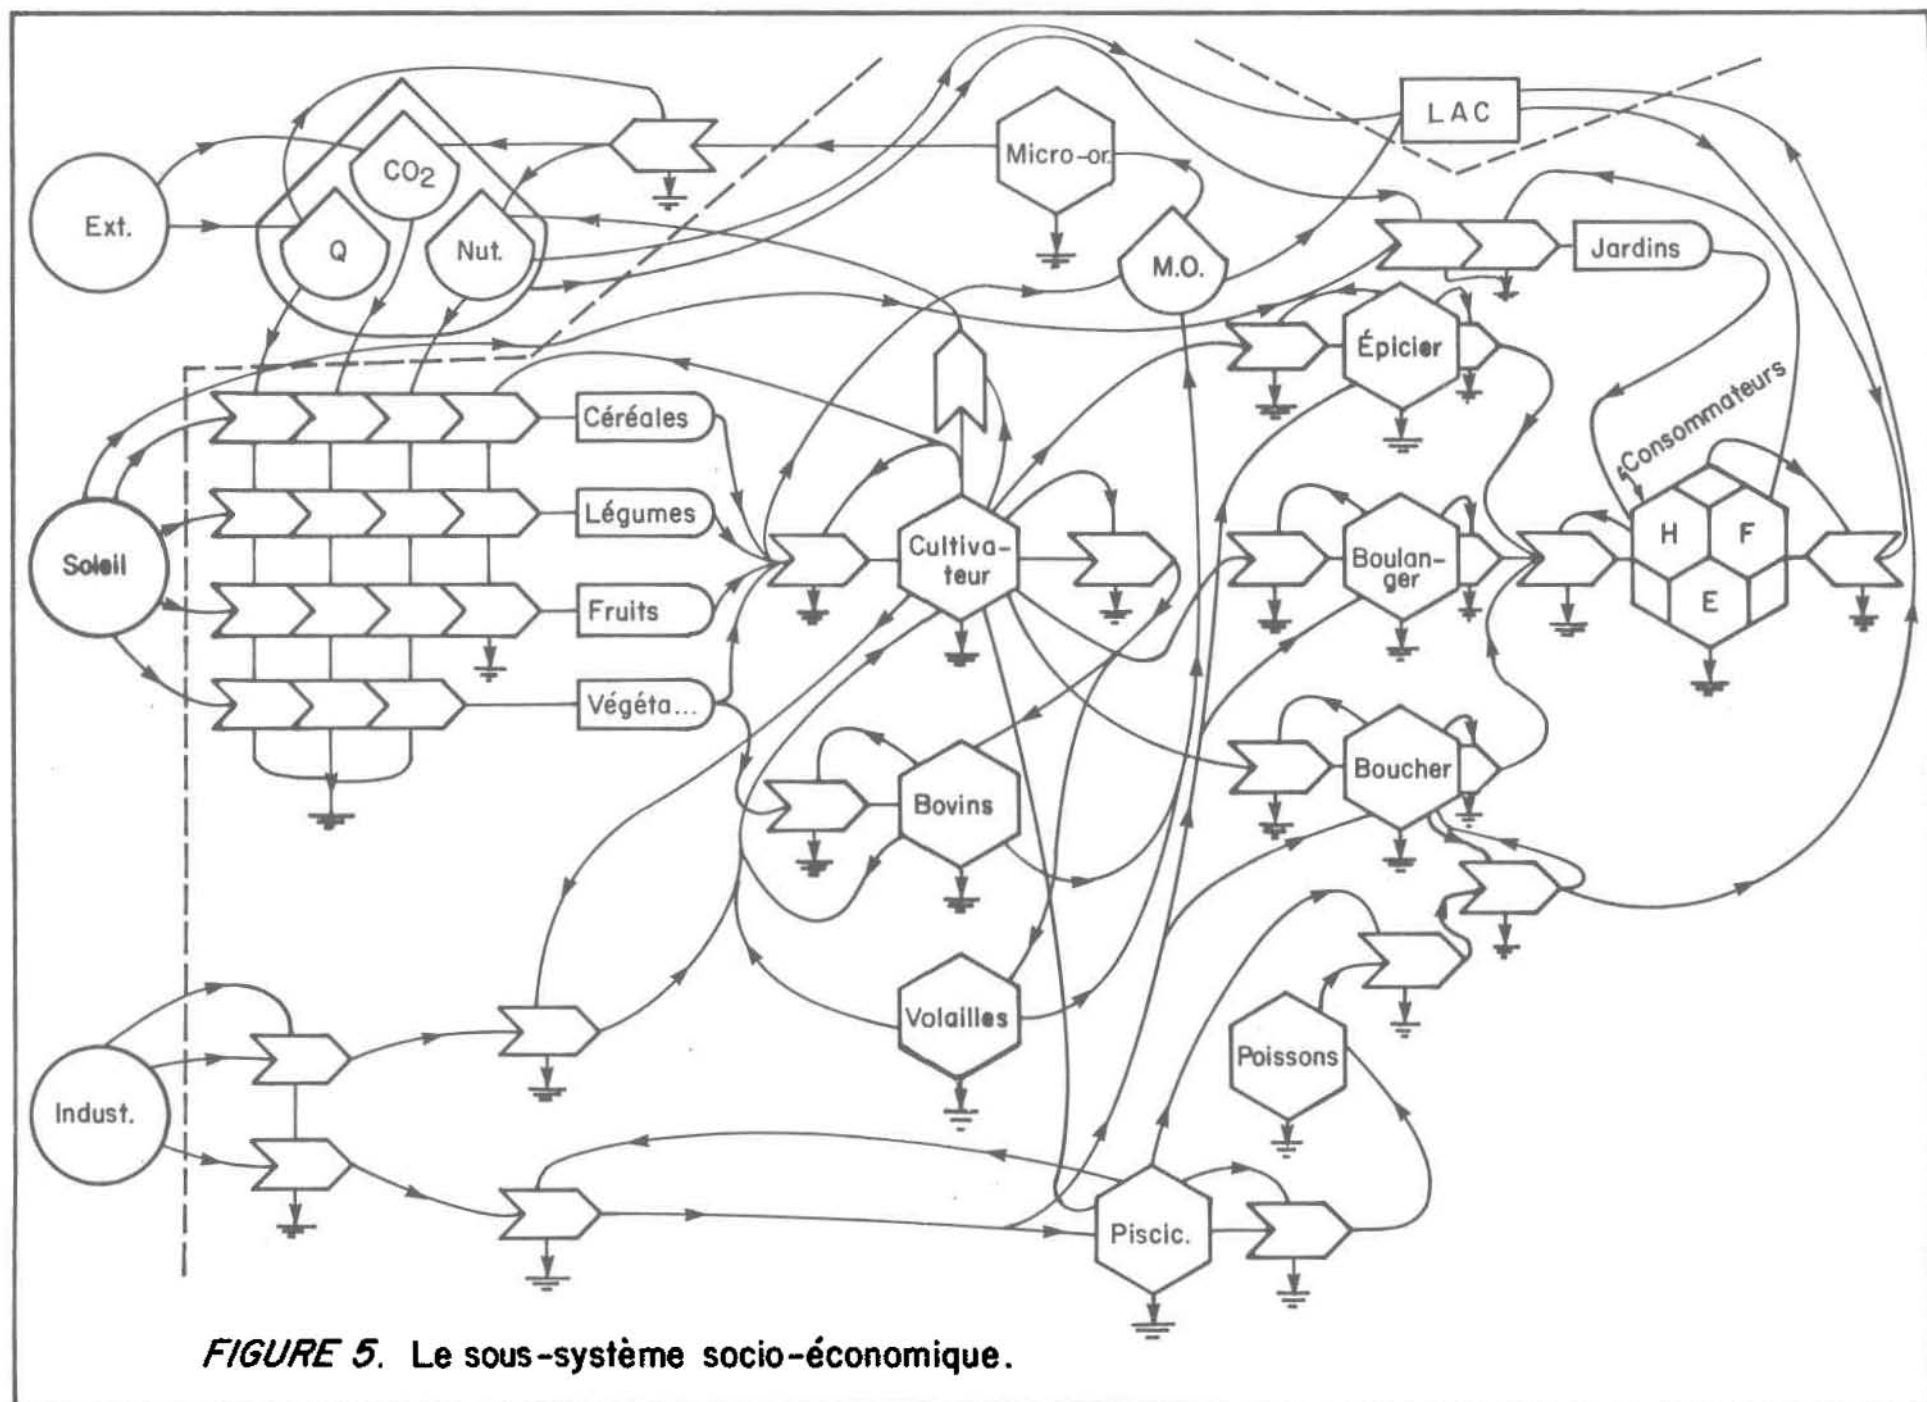 LAC
CO2
Micro-or.
Ext.
Q
Nut.
M.O.
Jardins
Épicier
Consommateurs
Céréales
Légumes
Soleil
Cultiva-
teur
Boulan-
ger
H
F
E
Fruits
Végéta...
Bovins
Boucher
Volailles
Poissons
Indust.
Piscic.
FIGURE 5. Le sous-système socio-économique.